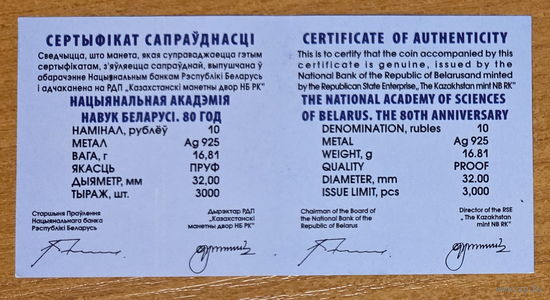 СЕРТЫФІКАТ САПРАЎДНАСЦІ
Сведчыцца, што манета, якая суправаджаецца гэтым
сертыфікатам, з'яўляецца сапраўднай, выпушчана ў
абарачэнне Нацыянальным банкам Рэспублікі Беларусь
і адчаканена на РДП „Казахстанскі манетны двор НБ РК"
НАЦЫЯНАЛЬНАЯ АКАДЭМІЯ
НАВУК БЕЛАРУСІ. 80 ГОД
НАМІНАЛ, рублёў 10
МЕТАЛ Ag 925
ВАГА, г 16,81
ЯКАСЦЬ ПРУФ
ДЫЯМЕТР, мм 32,00
ТЫРАЖ, шт. 3000
Старшыня Праўлення
Нацыянальнага банка
Рэспублікі Беларусь
Дырэктар РДП
„Казахстанскі
манетны двор НБ РК"
CERTIFICATE OF AUTHENTICITY
This is to certify that the coin accompanied by this
certificate is genuine, issued by the
National Bank of the Republic of Belarusand minted
by the Republican State Enterprise „The Kazakhstan mint NB RK"
THE NATIONAL ACADEMY OF SCIENCES
OF BELARUS. THE 80TH ANNIVERSARY
DENOMINATION, rubles 10
METAL Ag 925
WEIGHT, g 16.81
QUALITY PROOF
DIAMETER, mm 32.00
ISSUE LIMIT, pcs 3,000
Chairman of the Board of
the National Bank of the
Republic of Belarus
Director of the RSE
„The Kazakhstan
mint NB RK"